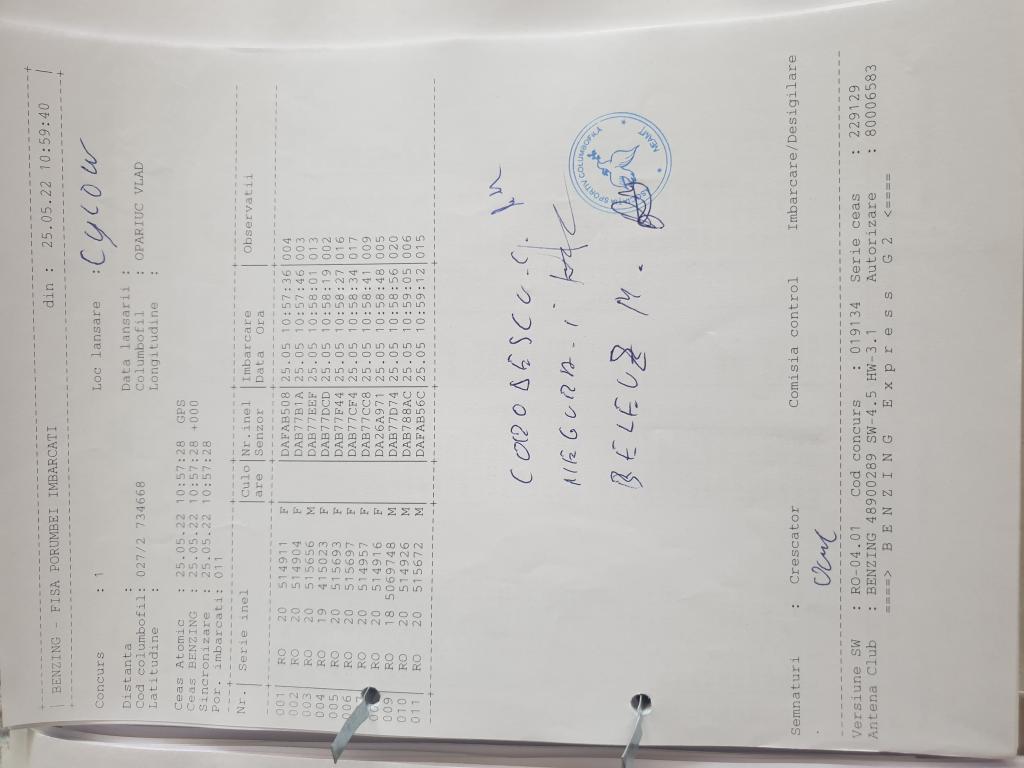 BENZING - FISA PORUMBEI IMBARCATI din : 25.05.22 10:59:40
Concurs : 1 Loc lansare : Cylow
Distanta : Data lansarii :
Cod columbofil: 027/2 734668 Columbofil : OPARIUC VLAD
Latitudine : Longitudine :
Ceas Atomic : 25.05.22 10:57:28 GPS
Ceas BENZING : 25.05.22 10:57:28 +000
Sincronizare : 25.05.22 10:57:28
Por. imbarcati: 011
Nr.| Serie inel |Culo|Nr.inel |Imbarcare | Observatii
are |Senzor |Data Ora
001 RO 20 514911 F DAFAB508 25.05 10:57:36 004
002 RO 20 514904 F DAB77B1A 25.05 10:57:46 003
003 RO 20 515656 M DAB77EEF 25.05 10:58:01 013
004 RO 19 415023 F DAB77DCD 25.05 10:58:19 002
005 RO 20 515693 F DAB77F44 25.05 10:58:27 016
006 RO 20 515697 F DAB77CF4 25.05 10:58:34 017
RO 20 514957 F DAB77CC8 25.05 10:58:41 009
RO 20 514916 F DA26A971 25.05 10:58:48 005
009 RO 18 5069748 M DAB77D74 25.05 10:58:56 020
010 RO 20 514926 M DAB788AC 25.05 10:59:05 006
011 RO 20 515672 M DAFAB56C 25.05 10:59:12 015
NEGURA. I
BELEUZ M.
SPORTIV COLUMBOFILA
NEAMT
Semnaturi : Crescator Comisia control Imbarcare/Desigilare
Versiune SW : RO-04.01 Cod concurs : 019134 Serie ceas : 229129
Antena Club : BENZING 48900289 SW-4.5 HW-3.1 Autorizare : 80006583
====> B E N Z I N G E x p r e s s G 2 <====